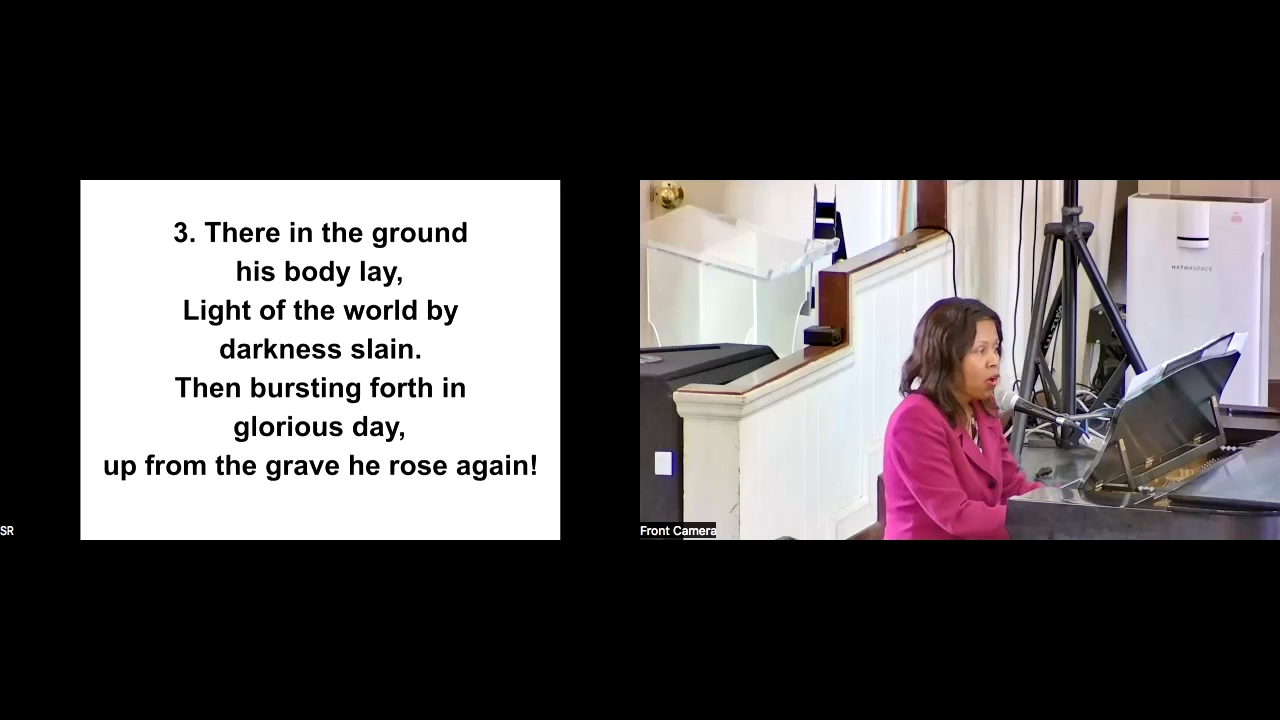 3. There in the ground
his body lay,
Light of the world by
darkness slain.
Then bursting forth in
glorious day,
up from the grave he rose again!
SR
HATHASPACE
Front Camera